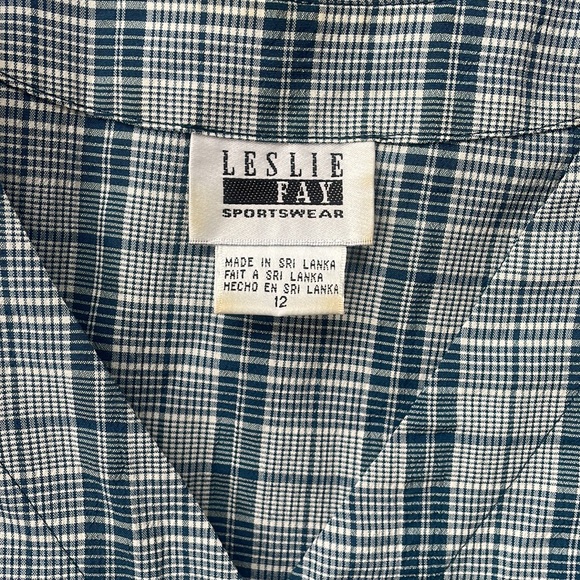 LESLIE
FAY
SPORTSWEAR
MADE IN SRI LANKA
FAIT A SRI LANKA
HECHO EN SRI LANKA
12